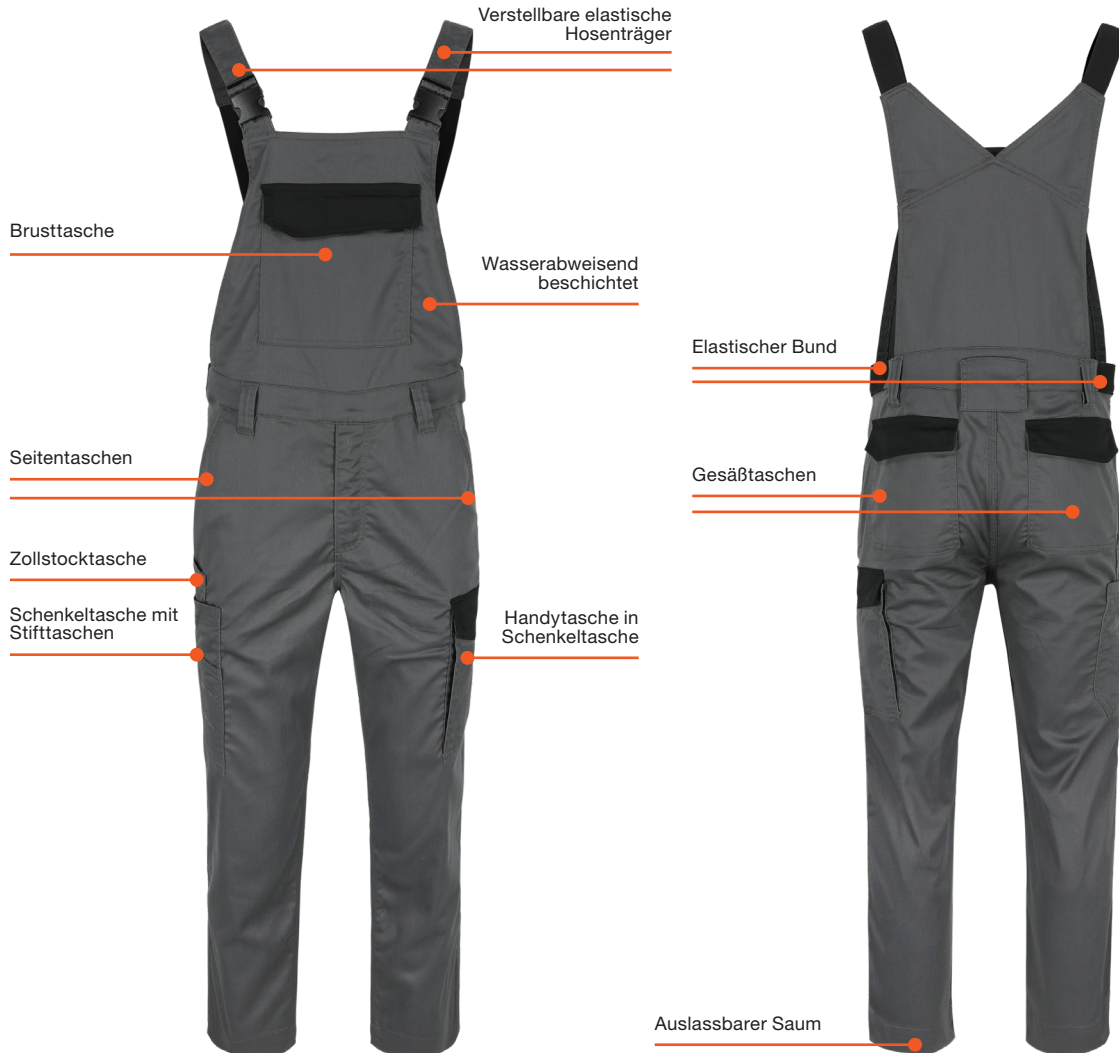 Verstellbare elastische
Hosenträger
Brusttasche
Wasserabweisend
beschichtet
Elastischer Bund
Seitentaschen
Gesäßtaschen
Zollstocktasche
Schenkeltasche mit
Stifttaschen
Handytasche in
Schenkeltasche
Auslassbarer Saum